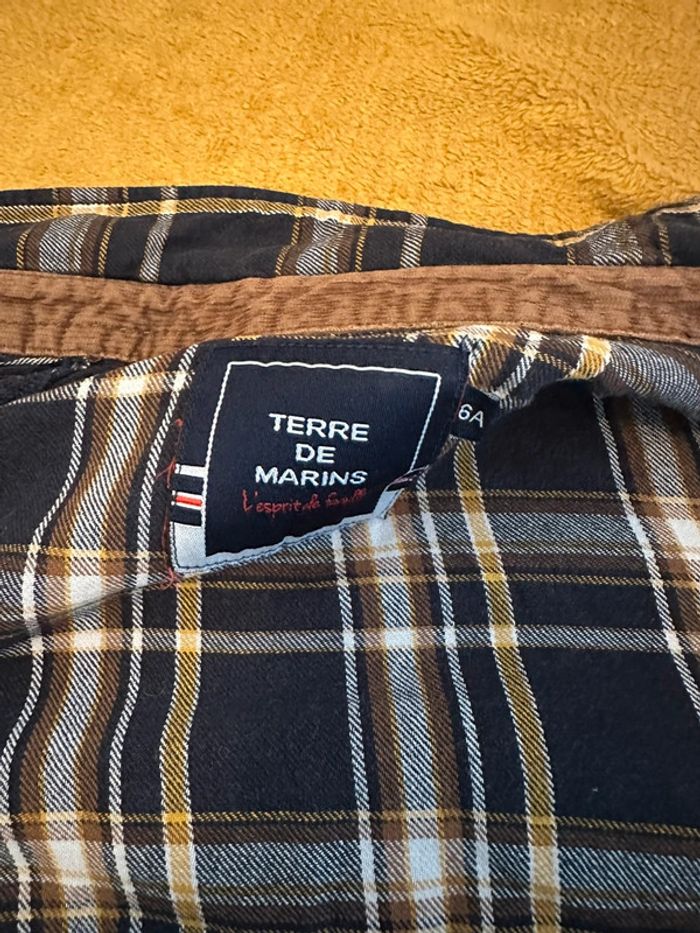 TERRE
DE
MARINS
L'esprit de famille
6A